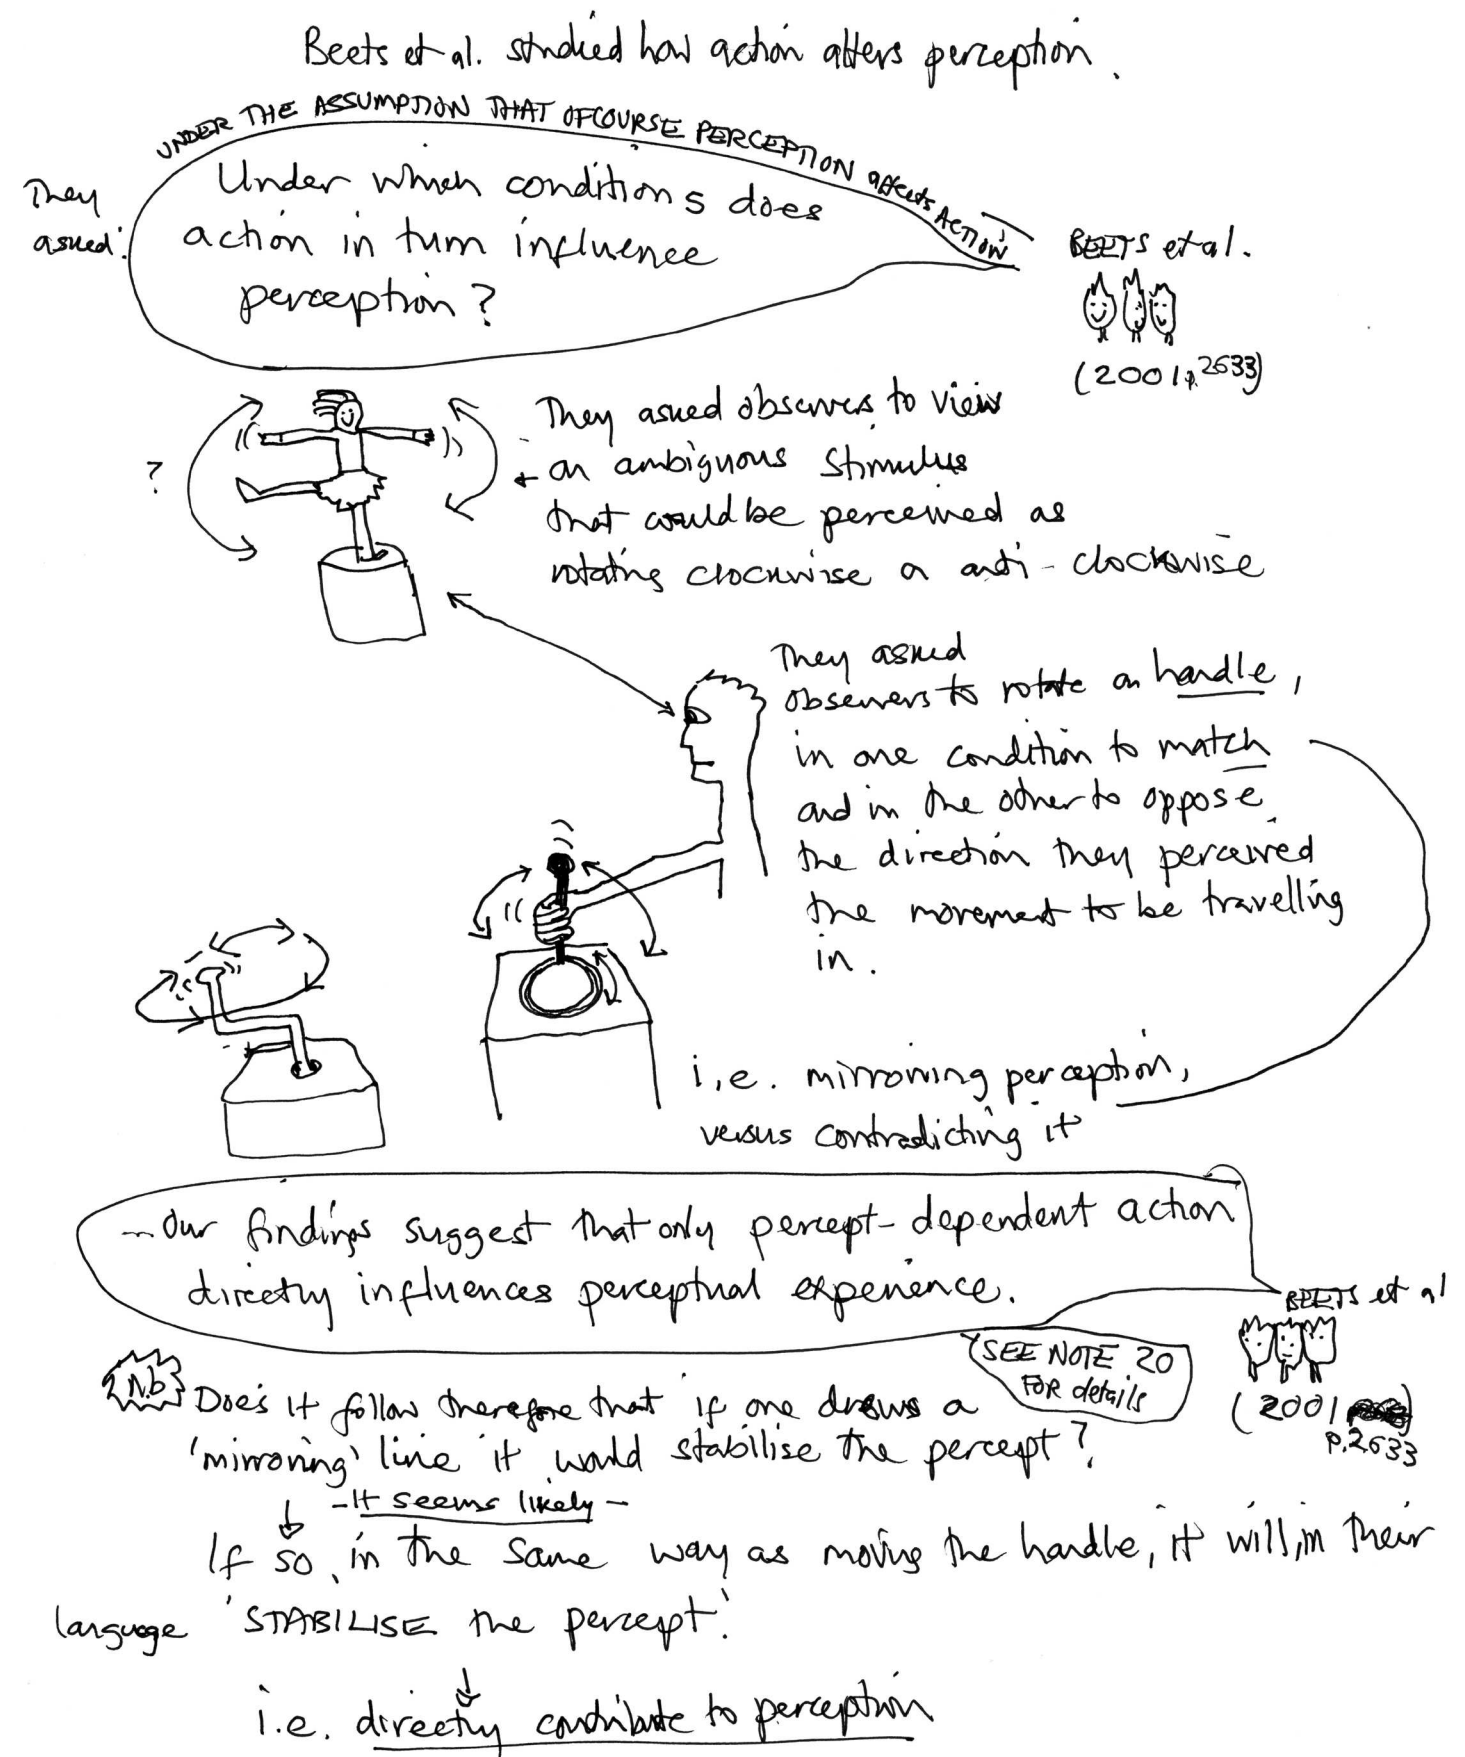 Beets et al. studied how action alters perception.
UNDER THE ASSUMPTION THAT OFCOURSE PERCEPTION affects ACTION
They
asked:
Under which conditions does
action in turn influence
perception?
BEETS et al.
(2001, p.2633)
They asked observers to view
an ambiguous stimulus
that could be perceived as
rotating clockwise or anti-clockwise
?
They asked
observers to rotate an handle,
in one condition to match
and in the other to oppose
the direction they perceived
the movement to be travelling
in.
i.e. mirroring perception,
versus contradicting it
Our findings suggest that only percept-dependent action
directly influences perceptual experience.
BEETS et al
(2001
p.2633
SEE NOTE 20
FOR details
N.b
Does it follow therefore that if one draws a
'mirroring' line it would stabilise the percept?
- It seems likely -
If so, in the same way as moving the handle, it will, in their
language 'STABILISE the percept'.
i.e. directly contribute to perception